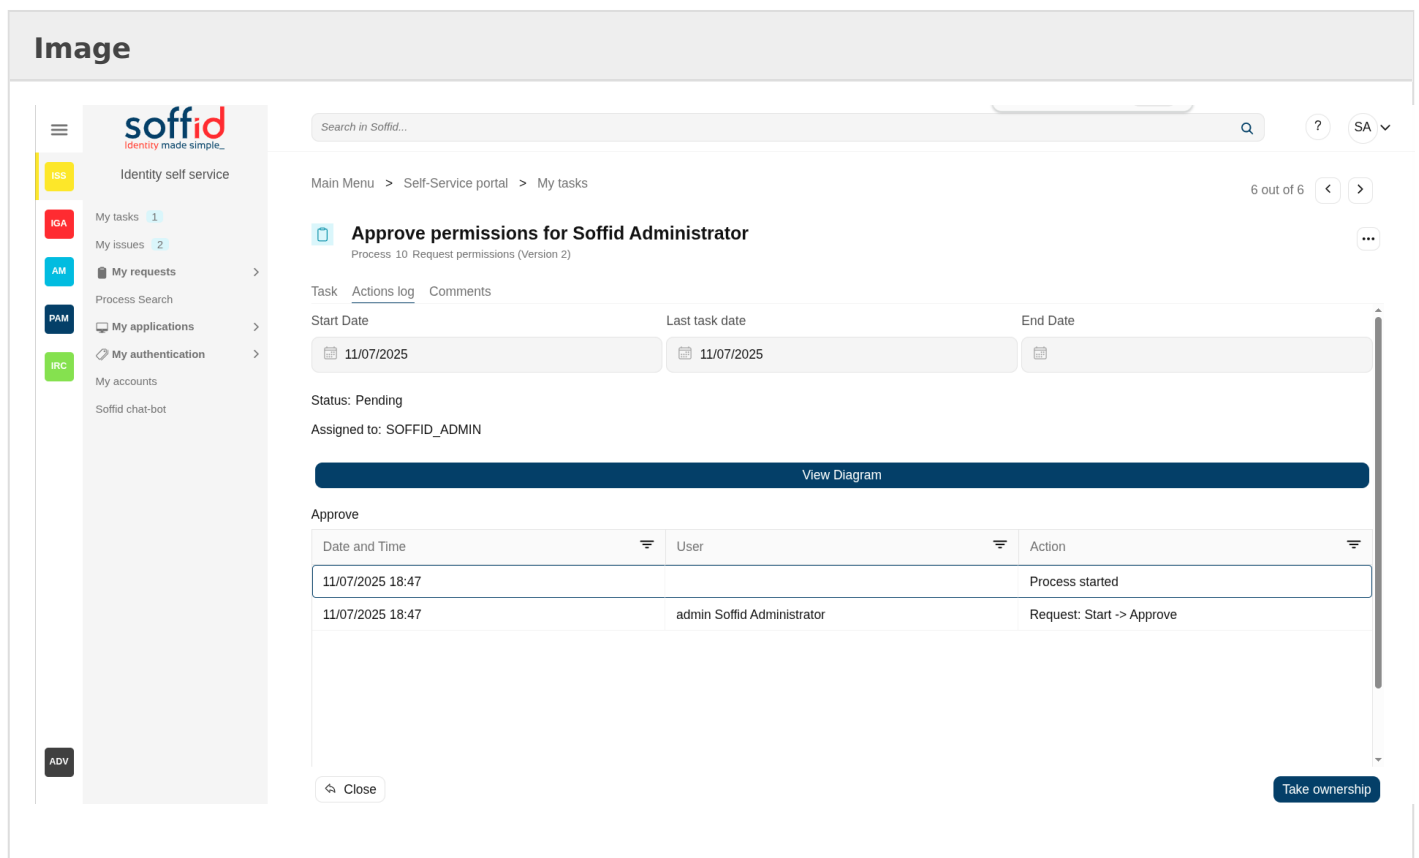 Image
soffid
Identity made simple_
Search in Soffid...
?
SA
ISS
IGA
AM
PAM
IRC
ADV
Identity self service
My tasks 1
My issues 2
My requests
Process Search
My applications
My authentication
My accounts
Soffid chat-bot
Main Menu > Self-Service portal > My tasks
6 out of 6
Approve permissions for Soffid Administrator
Process 10 Request permissions (Version 2)
Task Actions log Comments
Start Date Last task date End Date
11/07/2025 11/07/2025
Status: Pending
Assigned to: SOFFID_ADMIN
View Diagram
Approve
Date and Time User Action
11/07/2025 18:47 Process started
11/07/2025 18:47 admin Soffid Administrator Request: Start -> Approve
Close Take ownership